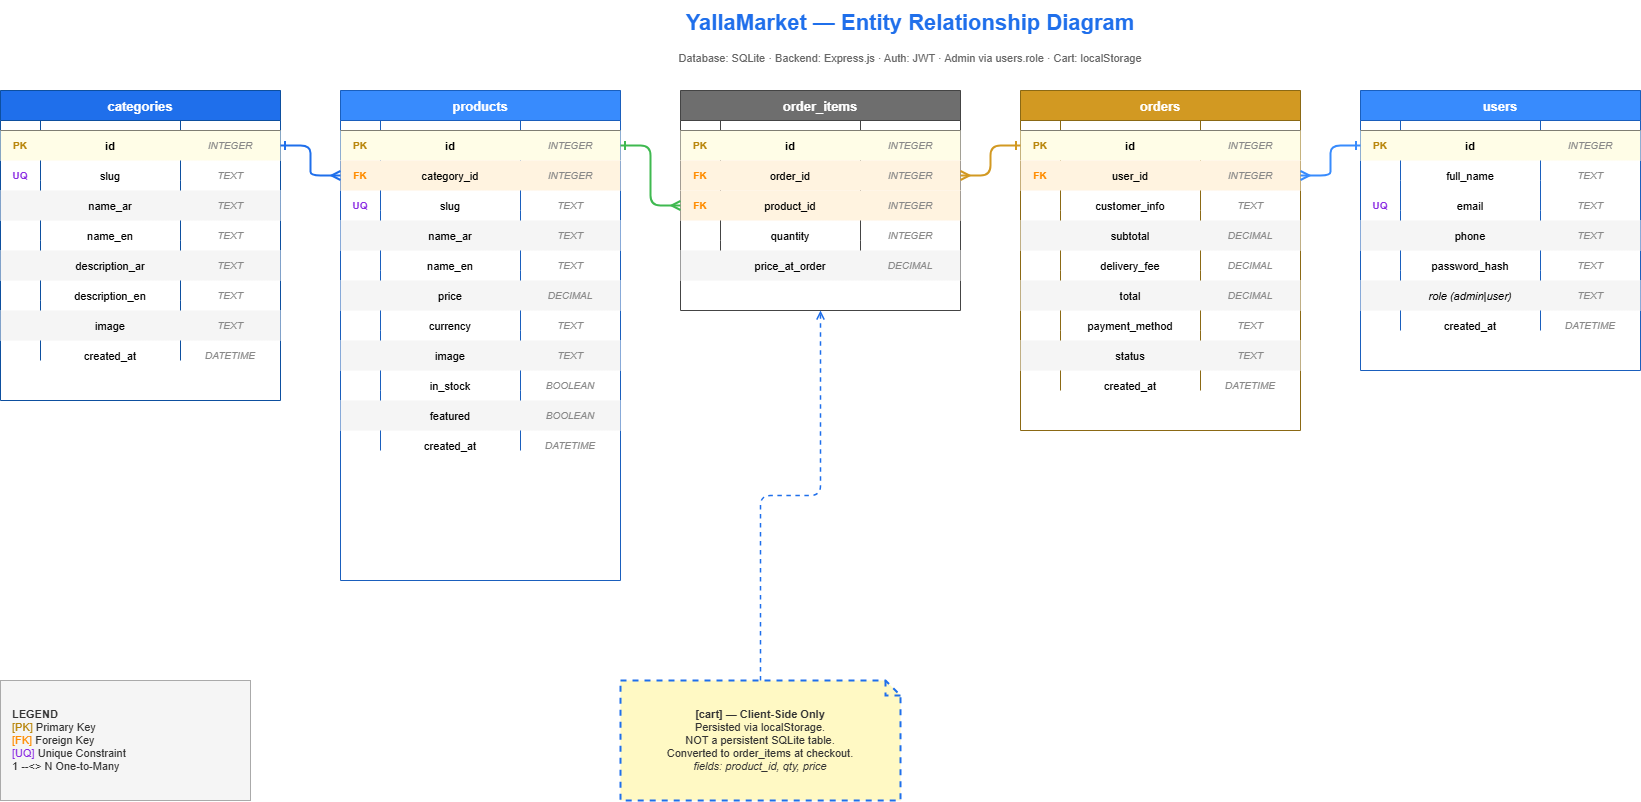 YallaMarket — Entity Relationship Diagram
Database: SQLite · Backend: Express.js · Auth: JWT · Admin via users.role · Cart: localStorage
categories
PK id INTEGER
UQ slug TEXT
name_ar TEXT
name_en TEXT
description_ar TEXT
description_en TEXT
image TEXT
created_at DATETIME
products
PK id INTEGER
FK category_id INTEGER
UQ slug TEXT
name_ar TEXT
name_en TEXT
price DECIMAL
currency TEXT
image TEXT
in_stock BOOLEAN
featured BOOLEAN
created_at DATETIME
order_items
PK id INTEGER
FK order_id INTEGER
FK product_id INTEGER
quantity INTEGER
price_at_order DECIMAL
orders
PK id INTEGER
FK user_id INTEGER
customer_info TEXT
subtotal DECIMAL
delivery_fee DECIMAL
total DECIMAL
payment_method TEXT
status TEXT
created_at DATETIME
users
PK id INTEGER
full_name TEXT
UQ email TEXT
phone TEXT
password_hash TEXT
role (admin|user) TEXT
created_at DATETIME
LEGEND
[PK] Primary Key
[FK] Foreign Key
[UQ] Unique Constraint
1 --<> N One-to-Many
[cart] — Client-Side Only
Persisted via localStorage.
NOT a persistent SQLite table.
Converted to order_items at checkout.
fields: product_id, qty, price